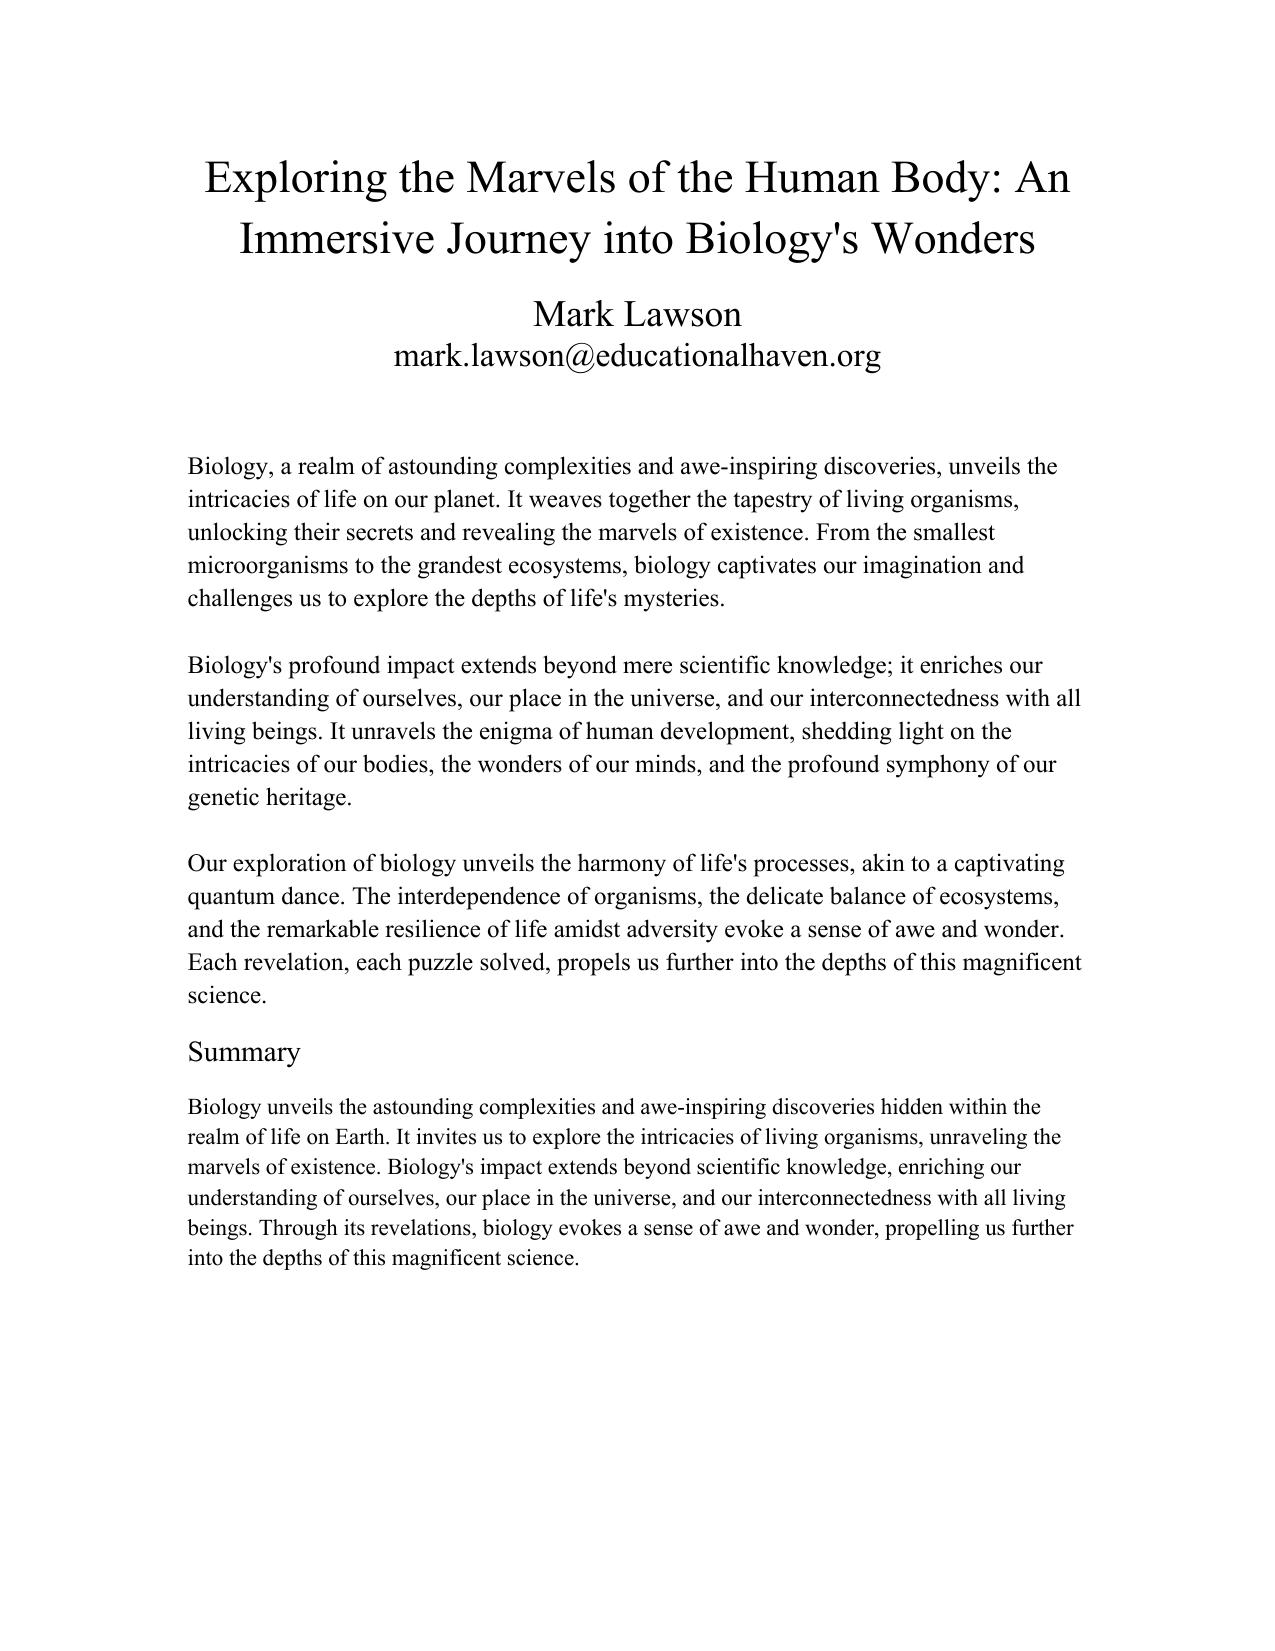 Exploring the Marvels of the Human Body: An
Immersive Journey into Biology's Wonders
Mark Lawson
mark.lawson@educationalhaven.org
Biology, a realm of astounding complexities and awe-inspiring discoveries, unveils the
intricacies of life on our planet. It weaves together the tapestry of living organisms,
unlocking their secrets and revealing the marvels of existence. From the smallest
microorganisms to the grandest ecosystems, biology captivates our imagination and
challenges us to explore the depths of life's mysteries.
Biology's profound impact extends beyond mere scientific knowledge; it enriches our
understanding of ourselves, our place in the universe, and our interconnectedness with all
living beings. It unravels the enigma of human development, shedding light on the
intricacies of our bodies, the wonders of our minds, and the profound symphony of our
genetic heritage.
Our exploration of biology unveils the harmony of life's processes, akin to a captivating
quantum dance. The interdependence of organisms, the delicate balance of ecosystems,
and the remarkable resilience of life amidst adversity evoke a sense of awe and wonder.
Each revelation, each puzzle solved, propels us further into the depths of this magnificent
science.
Summary
Biology unveils the astounding complexities and awe-inspiring discoveries hidden within the
realm of life on Earth. It invites us to explore the intricacies of living organisms, unraveling the
marvels of existence. Biology's impact extends beyond scientific knowledge, enriching our
understanding of ourselves, our place in the universe, and our interconnectedness with all living
beings. Through its revelations, biology evokes a sense of awe and wonder, propelling us further
into the depths of this magnificent science.